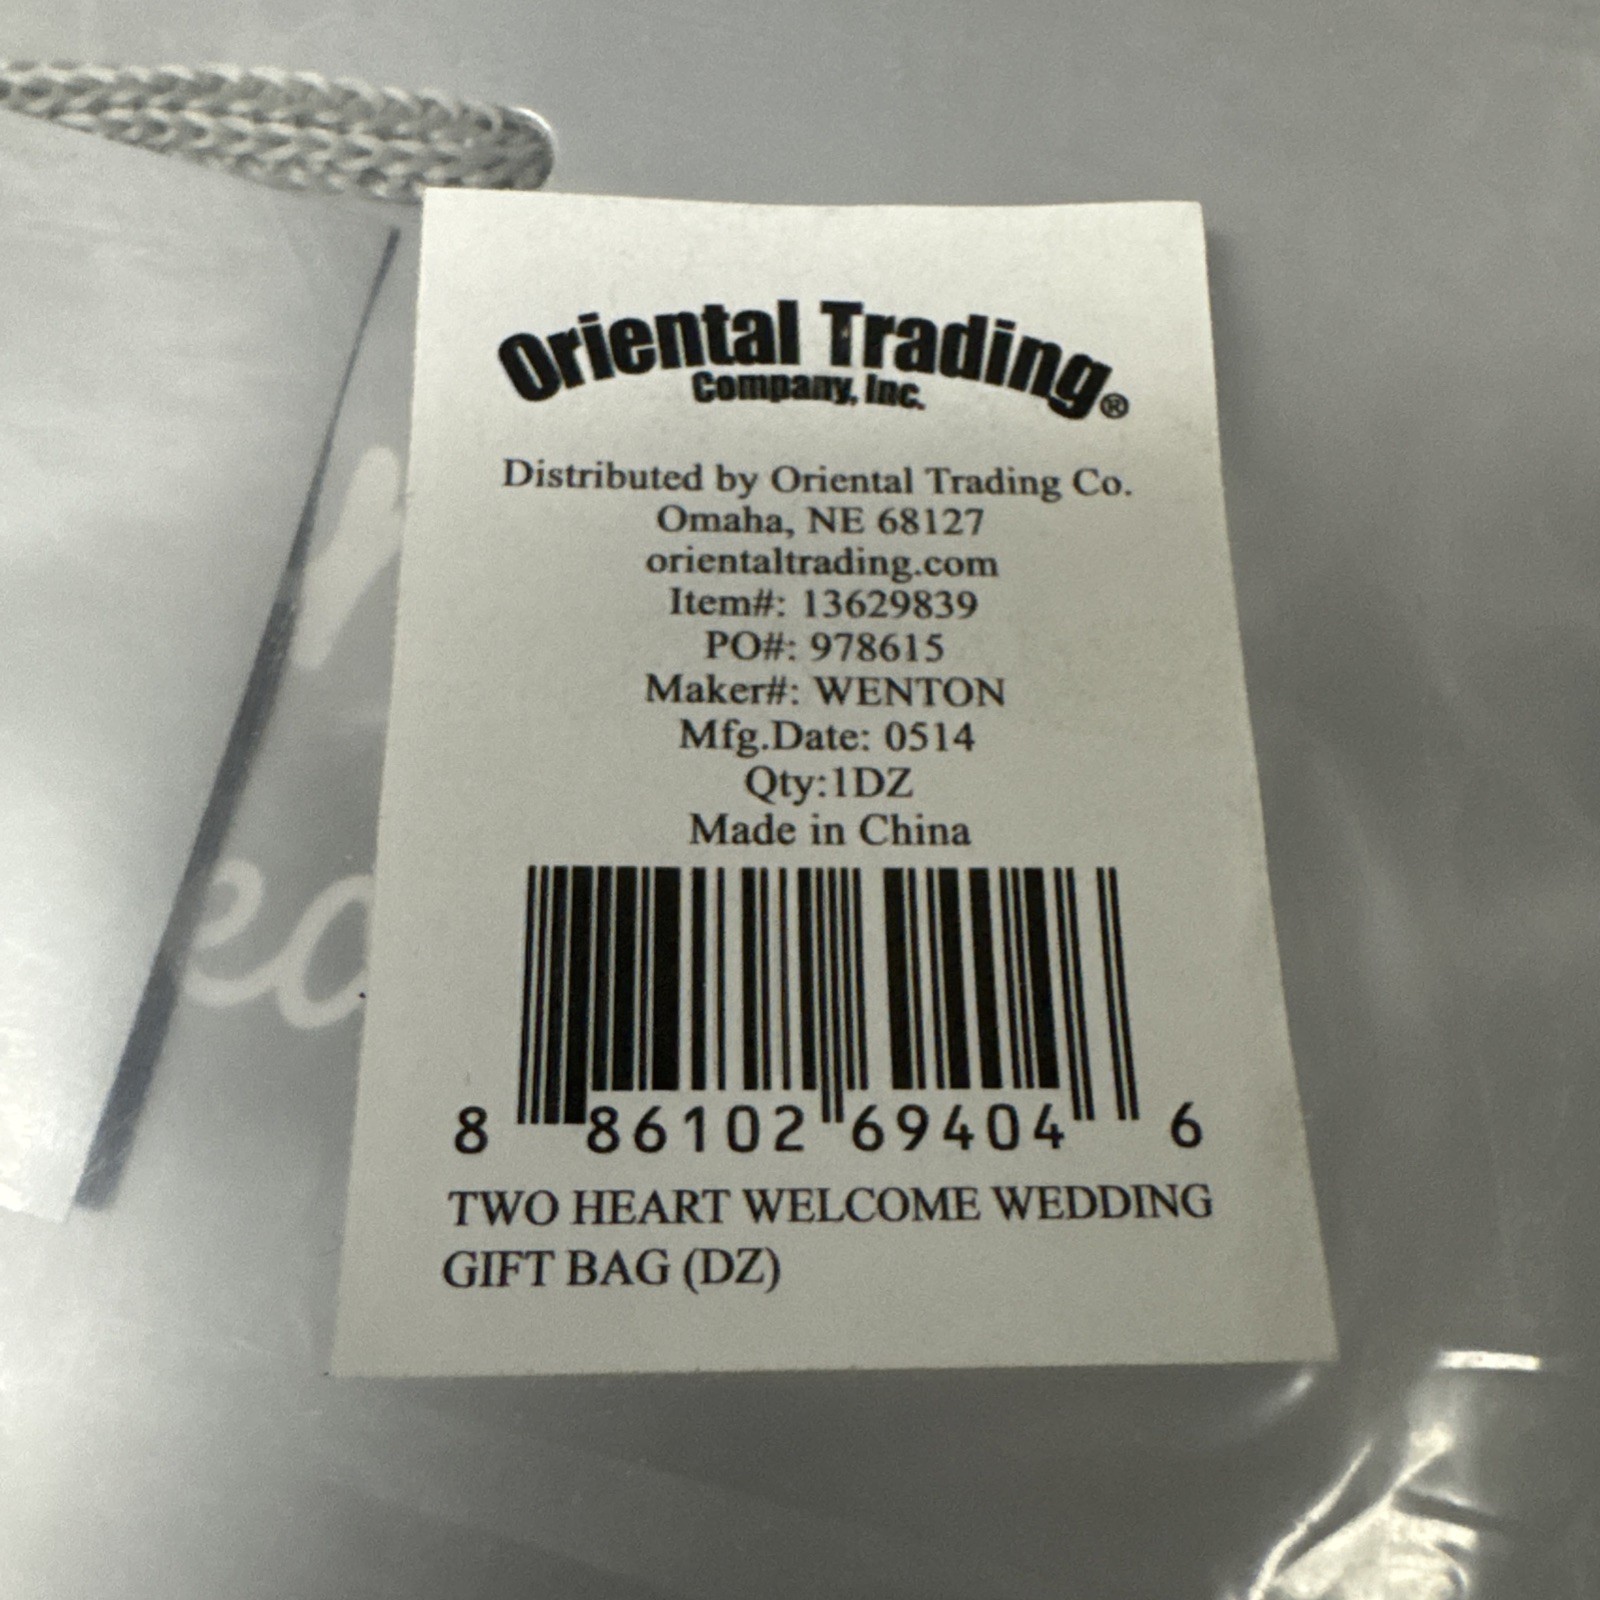 Oriental Trading®
Company, Inc.
Distributed by Oriental Trading Co.
Omaha, NE 68127
orientaltrading.com
Item#: 13629839
PO#: 978615
Maker#: WENTON
Mfg.Date: 0514
Qty:1DZ
Made in China
8 86102 69404 6
TWO HEART WELCOME WEDDING
GIFT BAG (DZ)